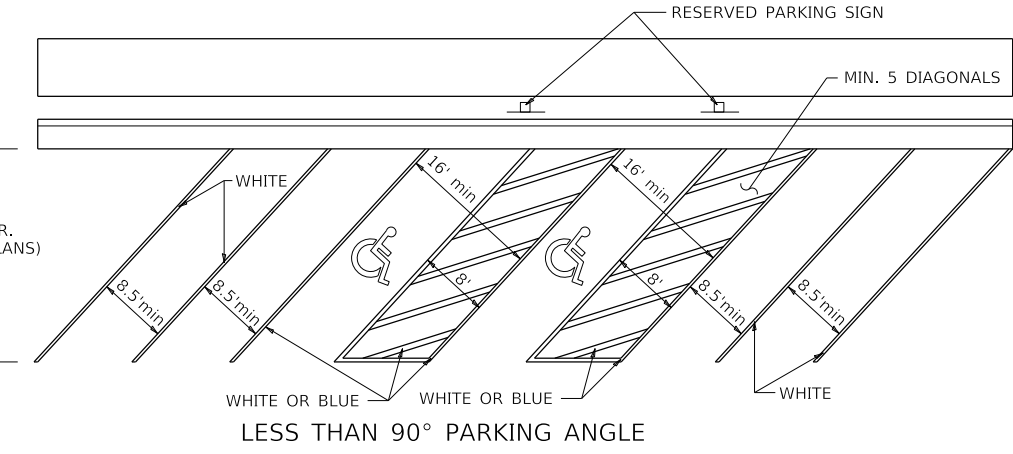 RESERVED PARKING SIGN
MIN. 5 DIAGONALS
16' min
16' min
WHITE
R.
LANS)
8.5'min
8.5'min
8'
8'
8.5'min
8.5'min
WHITE OR BLUE
WHITE OR BLUE
WHITE
LESS THAN 90° PARKING ANGLE